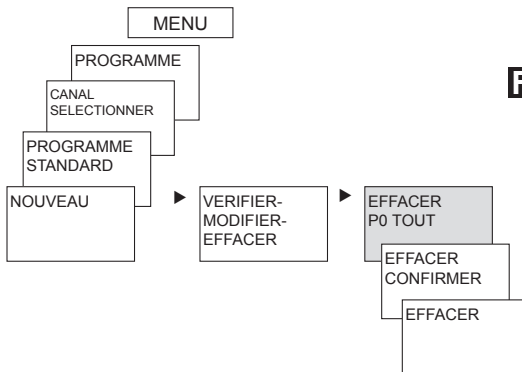 MENU
PROGRAMME
CANAL
SELECTIONNER
PROGRAMME
STANDARD
NOUVEAU
VERIFIER-
MODIFIER-
EFFACER
EFFACER
P0 TOUT
EFFACER
CONFIRMER
EFFACER